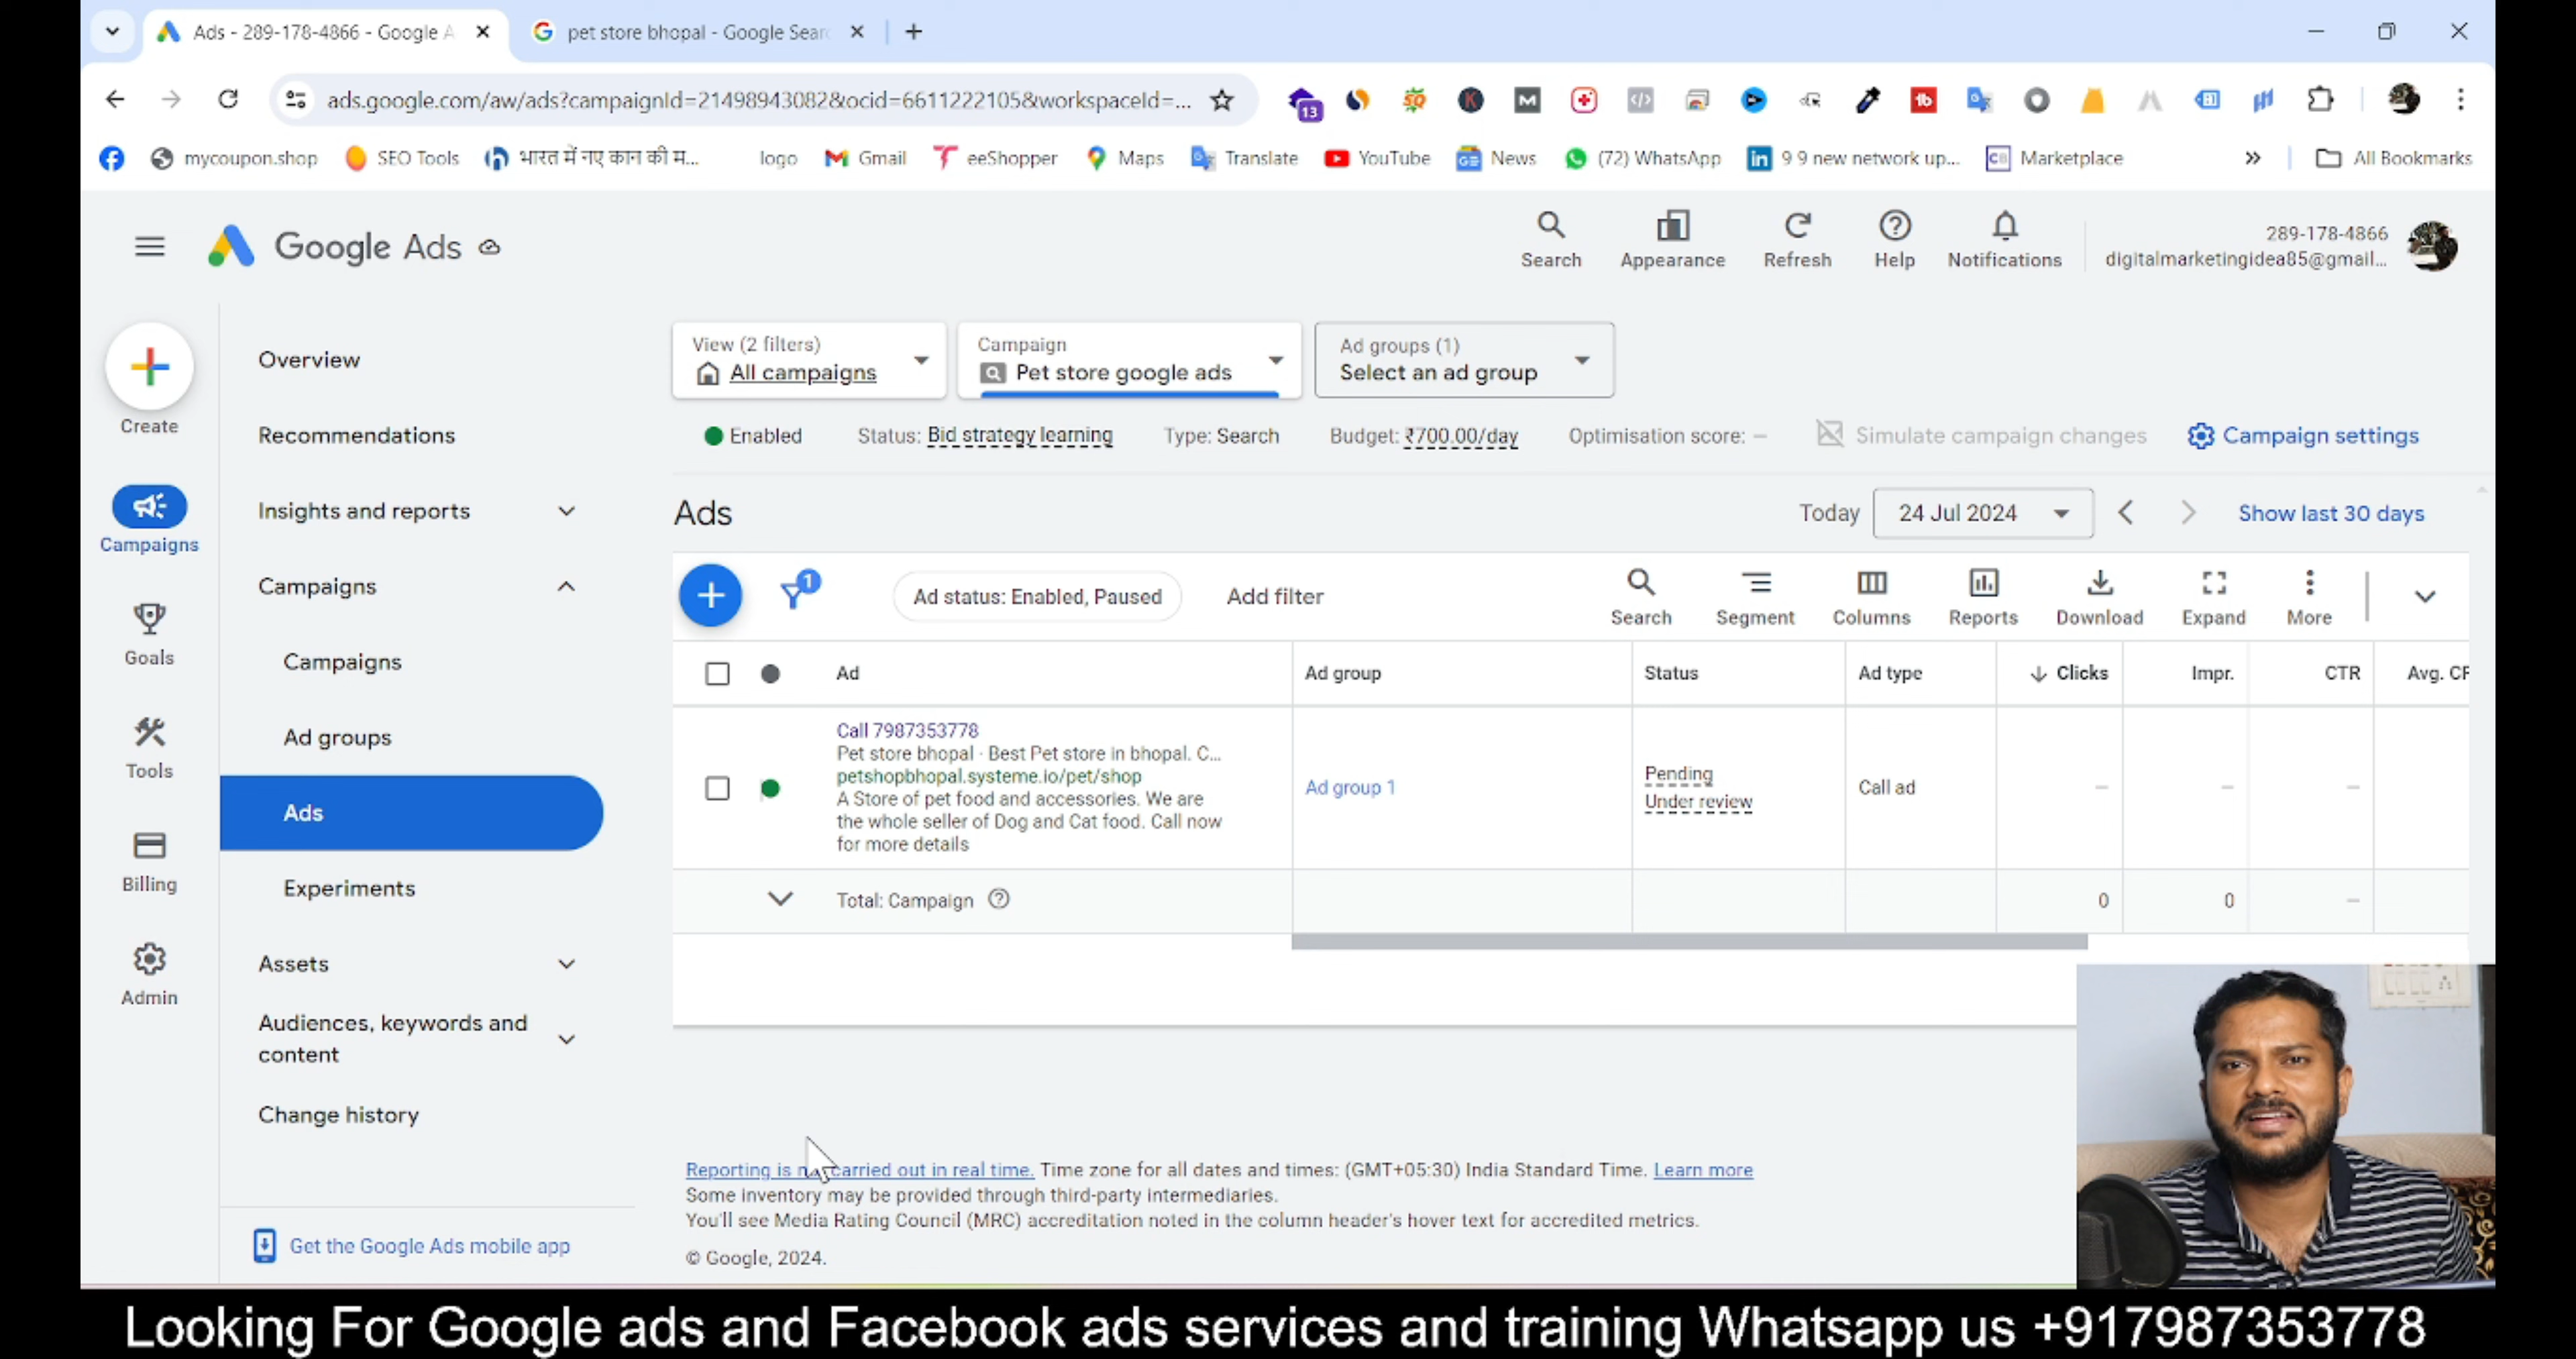 Ads - 289-178-4866 - Google A
pet store bhopal - Google Sear
ads.google.com/aw/ads?campaignId=21498943082&ocid=6611222105&workspaceId=...
13
mycoupon.shop
SEO Tools
भारत में नए कान की म...
logo
Gmail
eeShopper
Maps
Translate
YouTube
News
(72) WhatsApp
9 9 new network up...
Marketplace
All Bookmarks
Google Ads
Search
Appearance
Refresh
Help
Notifications
289-178-4866
digitalmarketingidea85@gmail...
Create
Campaigns
Goals
Tools
Billing
Admin
Overview
Recommendations
Insights and reports
Campaigns
Campaigns
Ad groups
Ads
Experiments
Assets
Audiences, keywords and
content
Change history
Get the Google Ads mobile app
View (2 filters)
All campaigns
Campaign
Pet store google ads
Ad groups (1)
Select an ad group
Enabled
Status: Bid strategy learning
Type: Search
Budget: ₹700.00/day
Optimisation score: –
Simulate campaign changes
Campaign settings
Ads
Today
24 Jul 2024
Show last 30 days
1
Ad status: Enabled, Paused
Add filter
Search
Segment
Columns
Reports
Download
Expand
More
Ad
Ad group
Status
Ad type
Clicks
Impr.
CTR
Avg. CP
Call 7987353778
Pet store bhopal · Best Pet store in bhopal. C...
petshopbhopal.systeme.io/pet/shop
A Store of pet food and accessories. We are
the whole seller of Dog and Cat food. Call now
for more details
Ad group 1
Pending
Under review
Call ad
–
–
–
Total: Campaign
0
0
–
Reporting is carried out in real time. Time zone for all dates and times: (GMT+05:30) India Standard Time. Learn more
Some inventory may be provided through third-party intermediaries.
You'll see Media Rating Council (MRC) accreditation noted in the column header's hover text for accredited metrics.
© Google, 2024.
Looking For Google ads and Facebook ads services and training Whatsapp us +917987353778